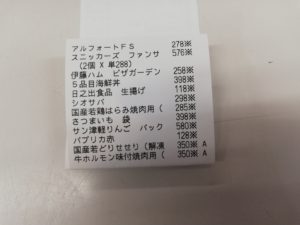 アルフォートFS 278※
スニッカーズ ファンサ 576※
(2個 X 単288)
伊藤ハム ピザガーデン 258※
5品目海鮮丼 398※
日之出食品 生揚げ 118※
シオサバ 298※
国産若鶏はらみ焼肉用( 285※
さつまいも 袋 398※
サン津軽りんご パック 580※
パプリカ赤 128※
国産若どりせせり(解凍 350※ A
牛ホルモン味付焼肉用( 350※ A